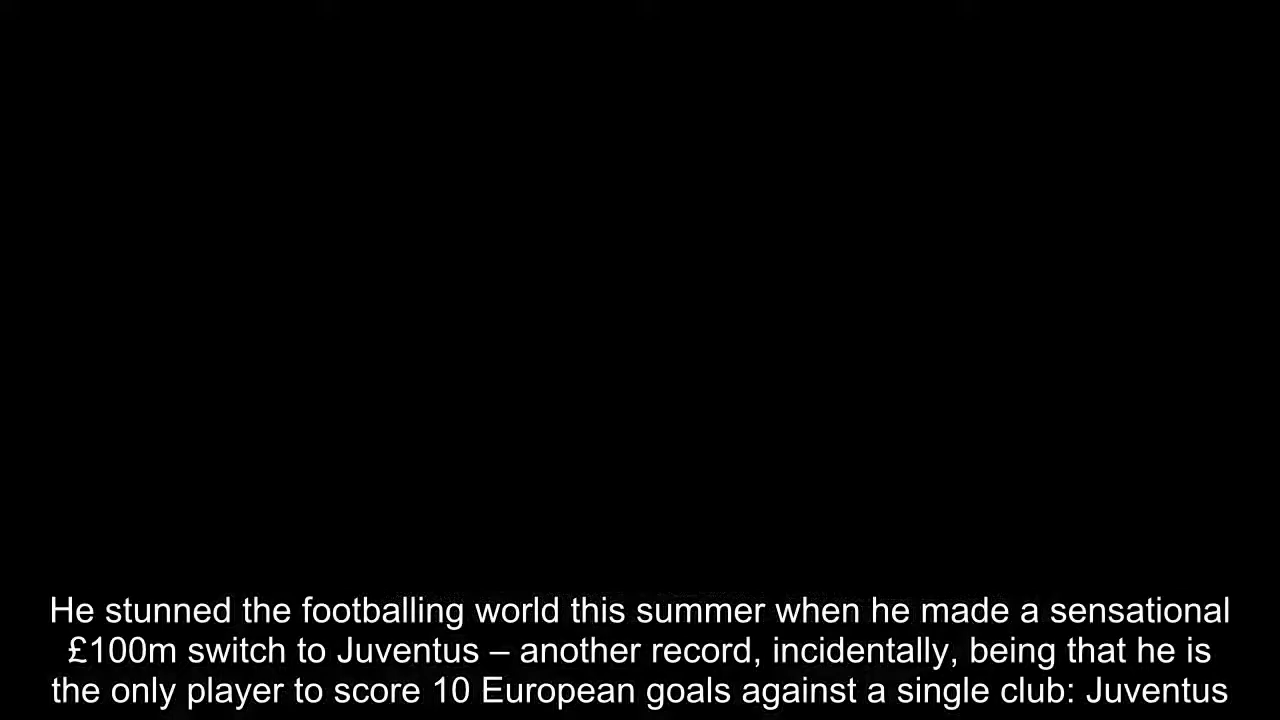 He stunned the footballing world this summer when he made a sensational
£100m switch to Juventus – another record, incidentally, being that he is
the only player to score 10 European goals against a single club: Juventus